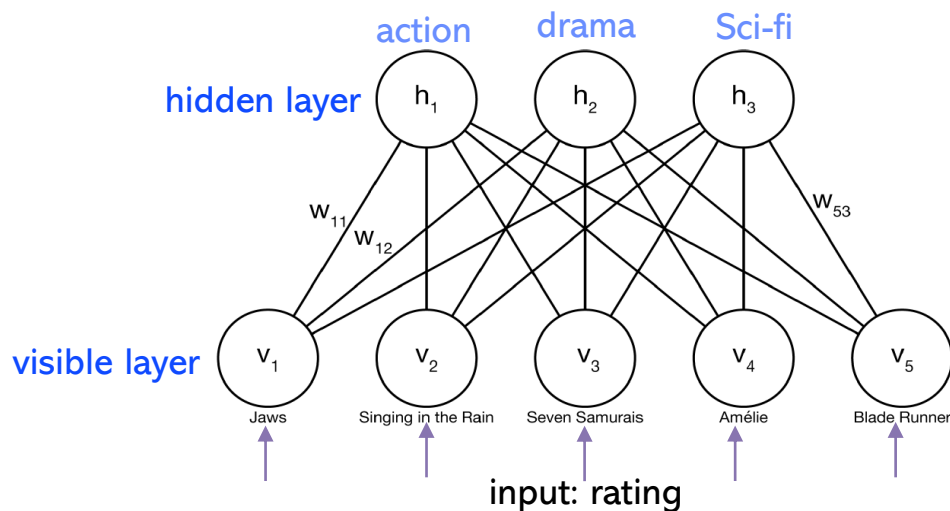 action drama Sci-fi
hidden layer h1 h2 h3
w11 w53
w12
visible layer v1 v2 v3 v4 v5
Jaws Singing in the Rain Seven Samurais Amélie Blade Runner
input: rating